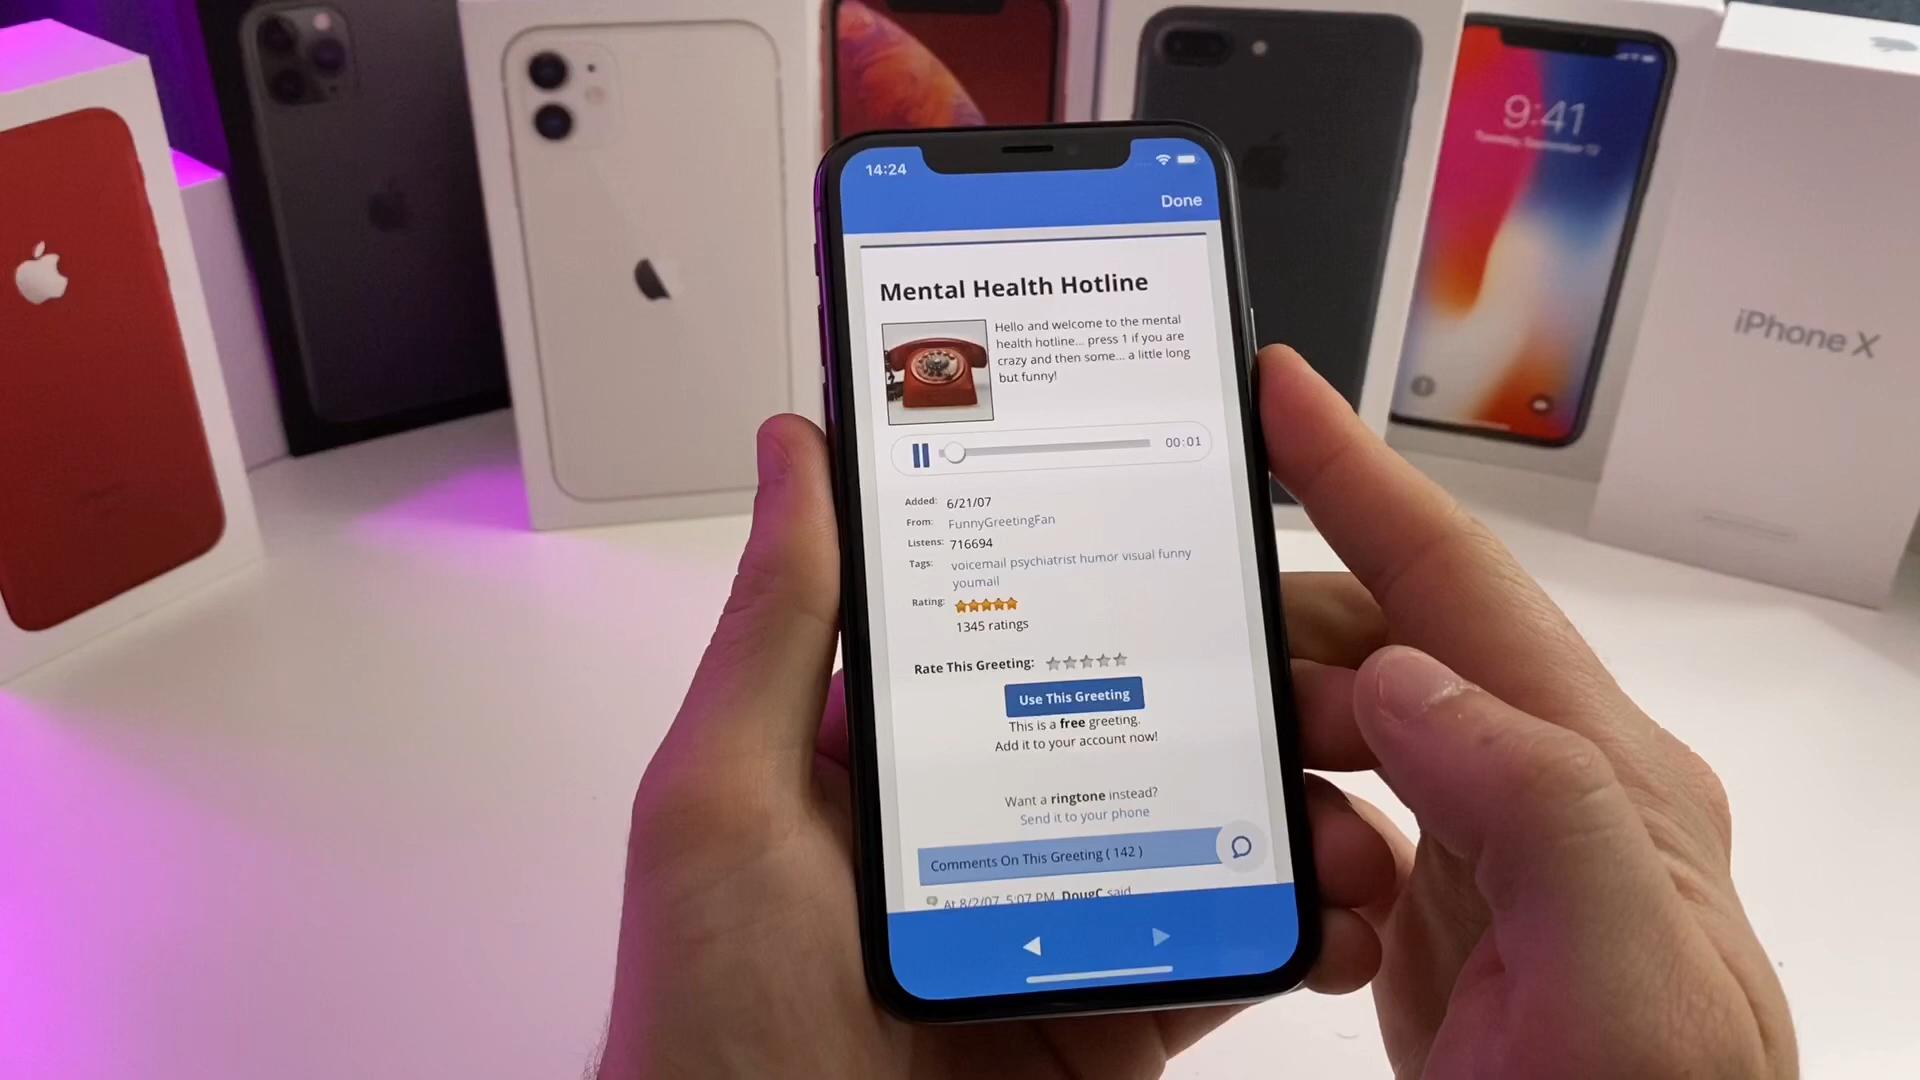 9:41
Tuesday, September 12
iPhone X
14:24
Done
Mental Health Hotline
Hello and welcome to the mental
health hotline... press 1 if you are
crazy and then some... a little long
but funny!
00:01
Added: 6/21/07
From: FunnyGreetingFan
Listens: 716694
Tags: voicemail psychiatrist humor visual funny
youmail
Rating:
1345 ratings
Rate This Greeting:
Use This Greeting
This is a free greeting.
Add it to your account now!
Want a ringtone instead?
Send it to your phone
Comments On This Greeting ( 142 )
At 8/2/07, 5:07 PM, DougC said